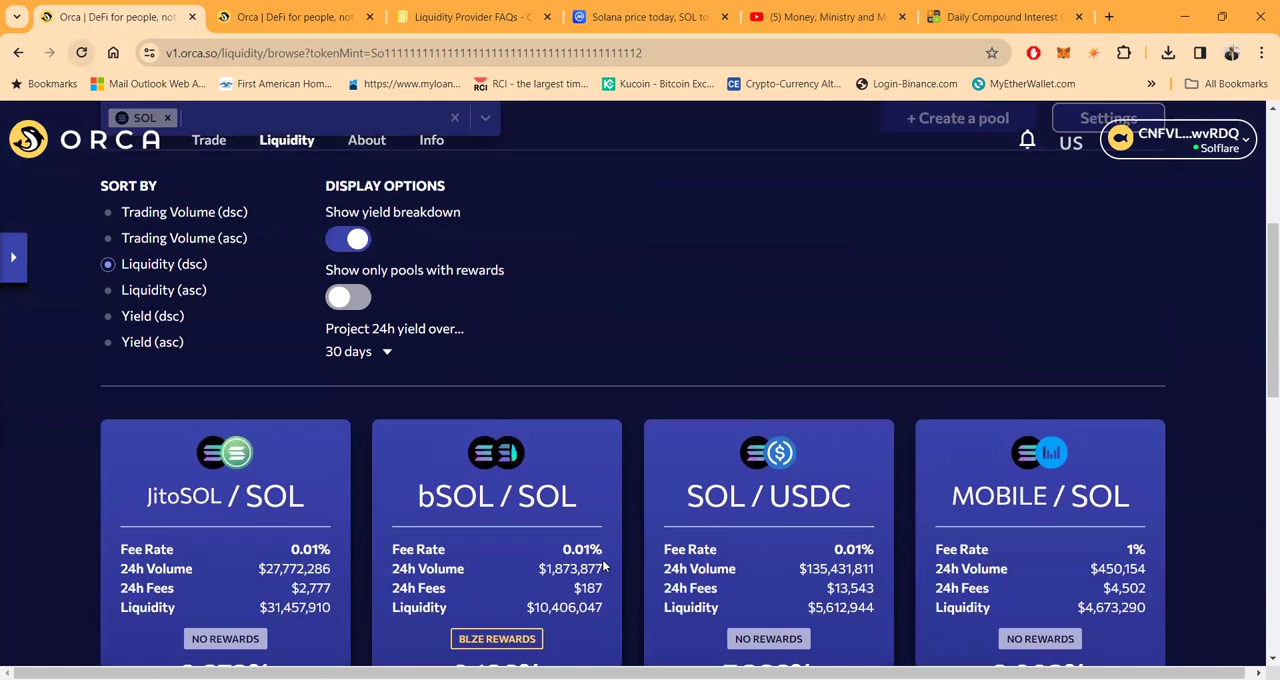 Orca | DeFi for people, not
Orca | DeFi for people, not
Liquidity Provider FAQs - C
Solana price today, SOL to
(5) Money, Ministry and M
Daily Compound Interest C
v1.orca.so/liquidity/browse?tokenMint=So11111111111111111111111111111111111111112
Bookmarks
Mail Outlook Web A...
First American Hom...
https://www.myloan...
RCI - the largest tim...
Kucoin - Bitcoin Exc...
Crypto-Currency Alt...
Login-Binance.com
MyEtherWallet.com
All Bookmarks
SOL
+ Create a pool
Settings
ORCA
Trade
Liquidity
About
Info
US
CNFVL...wvRDQ
Solflare
SORT BY
Trading Volume (dsc)
Trading Volume (asc)
Liquidity (dsc)
Liquidity (asc)
Yield (dsc)
Yield (asc)
DISPLAY OPTIONS
Show yield breakdown
Show only pools with rewards
Project 24h yield over...
30 days
JitoSOL / SOL
Fee Rate 0.01%
24h Volume $27,772,286
24h Fees $2,777
Liquidity $31,457,910
NO REWARDS
bSOL / SOL
Fee Rate 0.01%
24h Volume $1,873,877
24h Fees $187
Liquidity $10,406,047
BLZE REWARDS
SOL / USDC
Fee Rate 0.01%
24h Volume $135,431,811
24h Fees $13,543
Liquidity $5,612,944
NO REWARDS
MOBILE / SOL
Fee Rate 1%
24h Volume $450,154
24h Fees $4,502
Liquidity $4,673,290
NO REWARDS